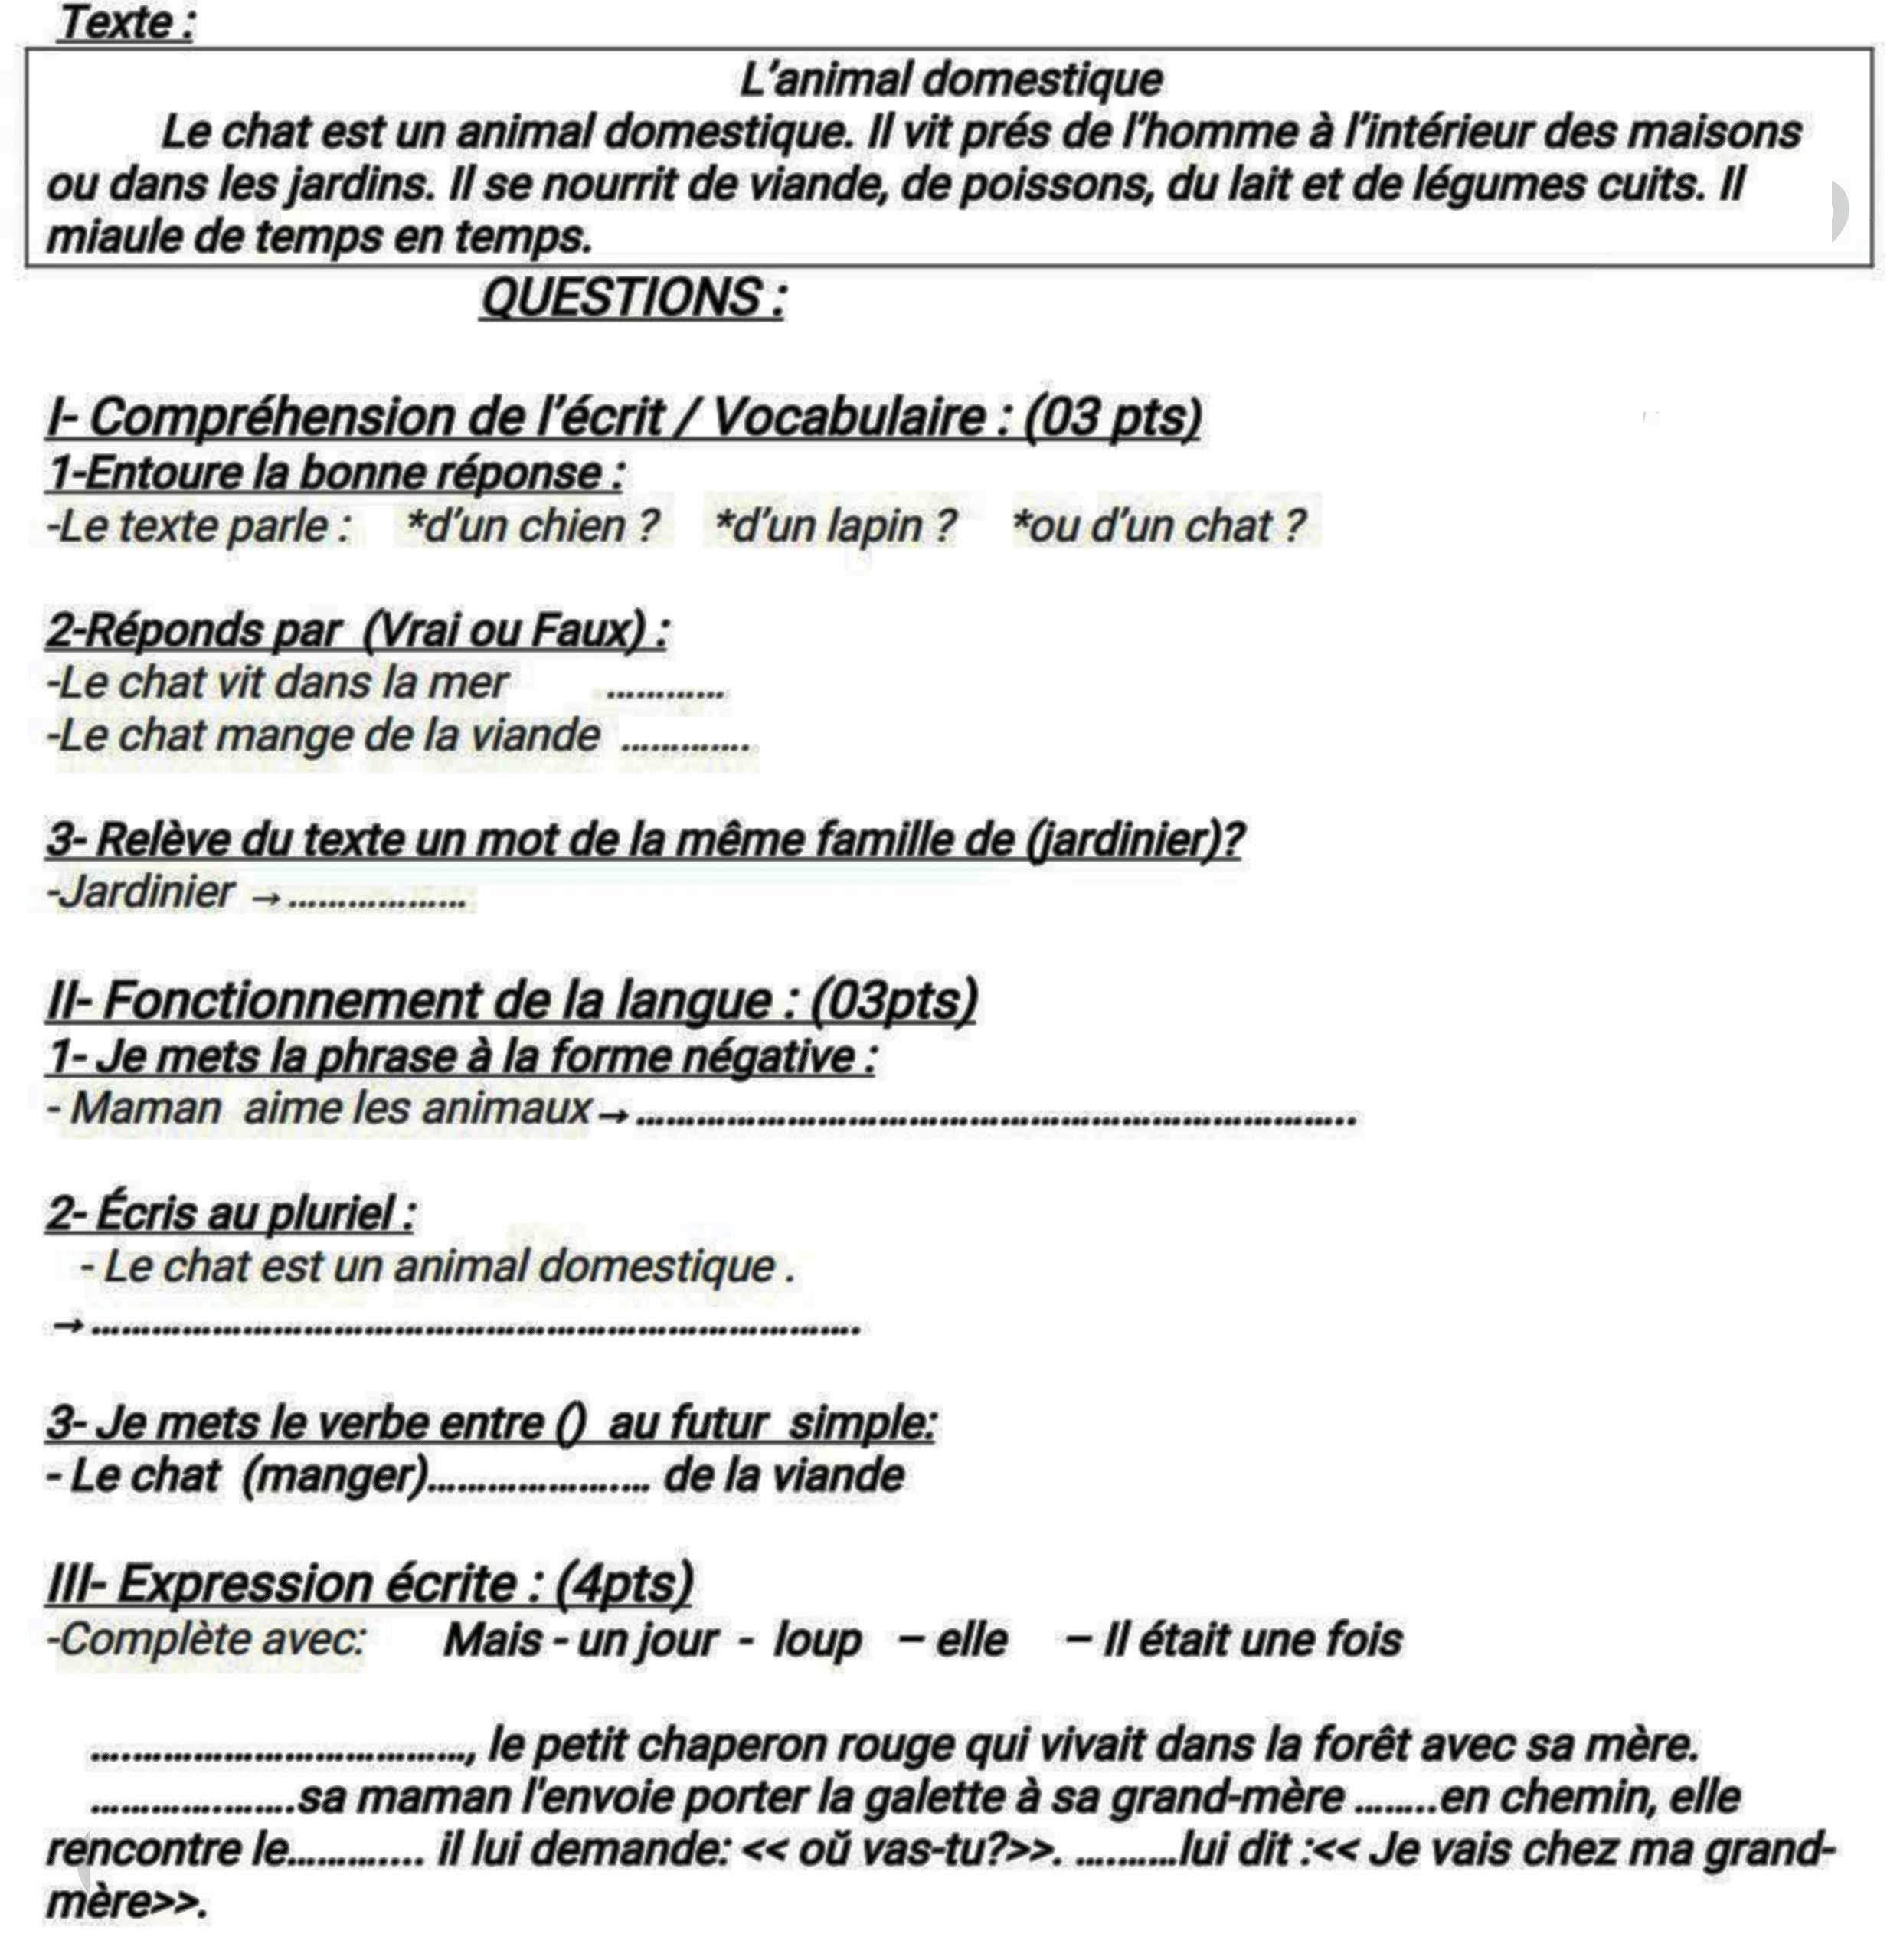 Texte :
L'animal domestique
Le chat est un animal domestique. Il vit prés de l'homme à l'intérieur des maisons
ou dans les jardins. Il se nourrit de viande, de poissons, du lait et de légumes cuits. Il
miaule de temps en temps.
QUESTIONS :
I- Compréhension de l'écrit / Vocabulaire : (03 pts)
1-Entoure la bonne réponse :
-Le texte parle : *d'un chien ? *d'un lapin ? *ou d'un chat ?
2-Réponds par (Vrai ou Faux) :
-Le chat vit dans la mer ............
-Le chat mange de la viande .............
3- Relève du texte un mot de la même famille de (jardinier)?
-Jardinier → ..................
II- Fonctionnement de la langue : (03pts)
1- Je mets la phrase à la forme négative :
- Maman aime les animaux → ........................................................................
2- Écris au pluriel :
- Le chat est un animal domestique .
→ .............................................................................
3- Je mets le verbe entre () au futur simple:
- Le chat (manger)...................... de la viande
III- Expression écrite : (4pts)
-Complète avec: Mais - un jour - loup – elle – Il était une fois
......................................, le petit chaperon rouge qui vivait dans la forêt avec sa mère.
....................sa maman l'envoie porter la galette à sa grand-mère ........en chemin, elle
rencontre le............. il lui demande: << oŭ vas-tu?>>. ..........lui dit :<< Je vais chez ma grand-
mère>>.